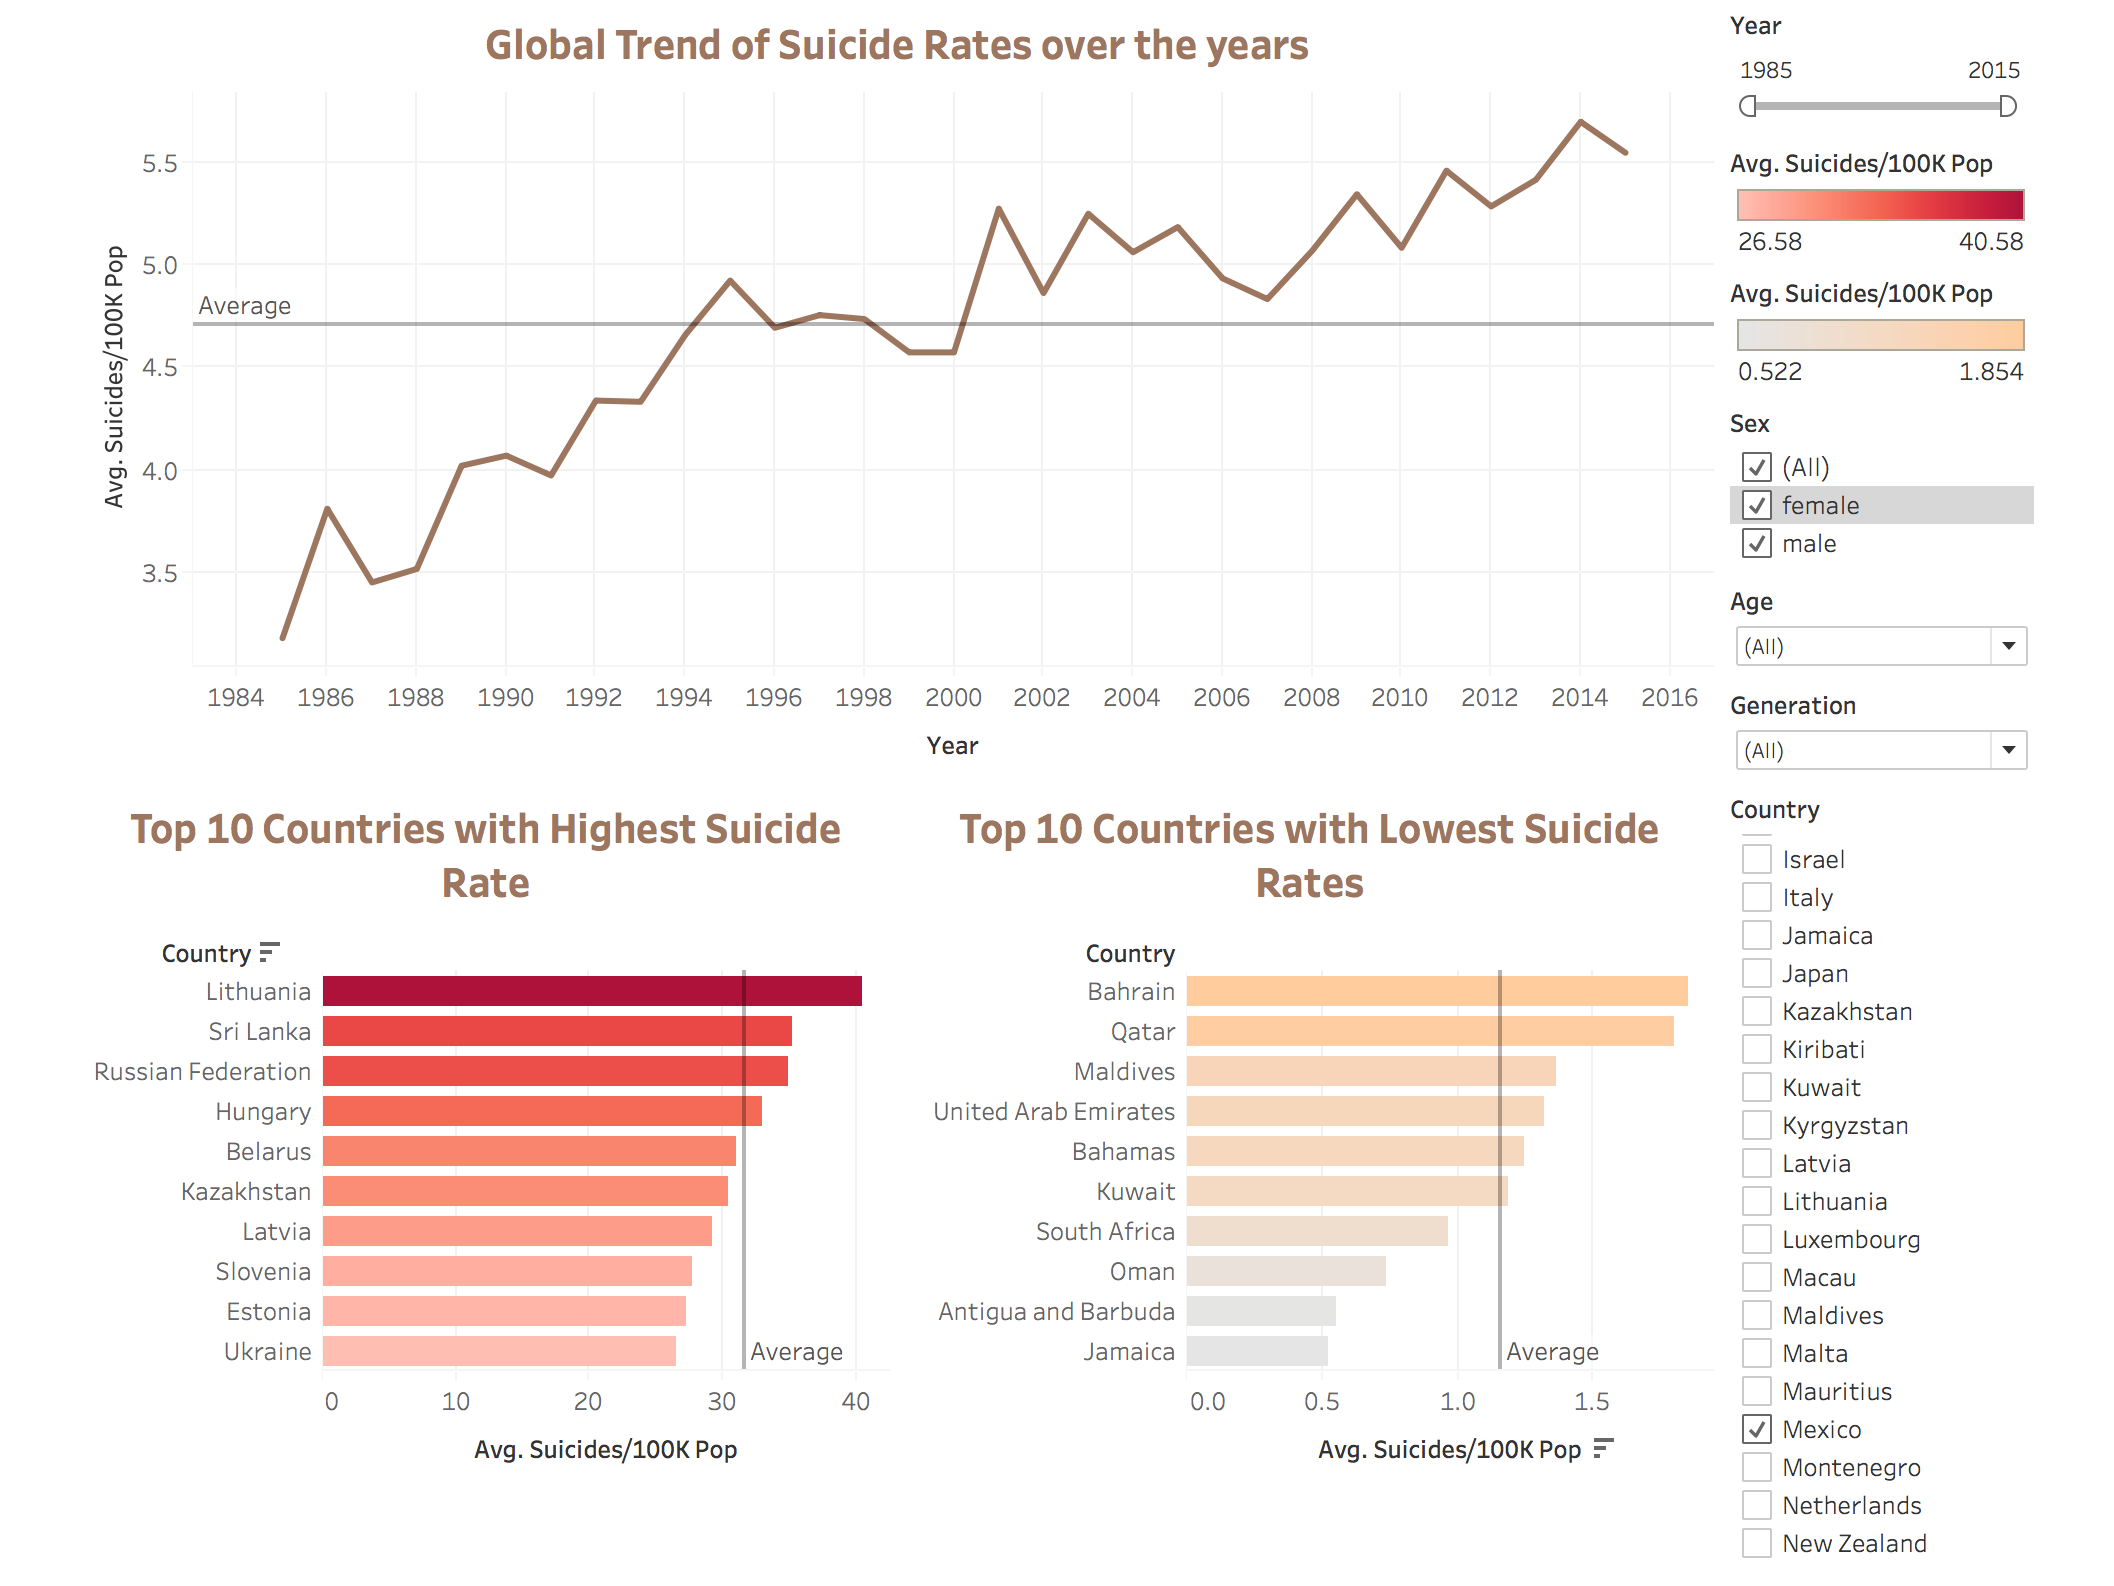 Global Trend of Suicide Rates over the years
Avg. Suicides/100K Pop
5.5
5.0
4.5
4.0
3.5
Average
1984 1986 1988 1990 1992 1994 1996 1998 2000 2002 2004 2006 2008 2010 2012 2014 2016
Year
Top 10 Countries with Highest Suicide
Rate
Country
Lithuania
Sri Lanka
Russian Federation
Hungary
Belarus
Kazakhstan
Latvia
Slovenia
Estonia
Ukraine
Average
0 10 20 30 40
Avg. Suicides/100K Pop
Top 10 Countries with Lowest Suicide
Rates
Country
Bahrain
Qatar
Maldives
United Arab Emirates
Bahamas
Kuwait
South Africa
Oman
Antigua and Barbuda
Jamaica
Average
0.0 0.5 1.0 1.5
Avg. Suicides/100K Pop
Year
1985 2015
Avg. Suicides/100K Pop
26.58 40.58
Avg. Suicides/100K Pop
0.522 1.854
Sex
(All)
female
male
Age
(All)
Generation
(All)
Country
Israel
Italy
Jamaica
Japan
Kazakhstan
Kiribati
Kuwait
Kyrgyzstan
Latvia
Lithuania
Luxembourg
Macau
Maldives
Malta
Mauritius
Mexico
Montenegro
Netherlands
New Zealand